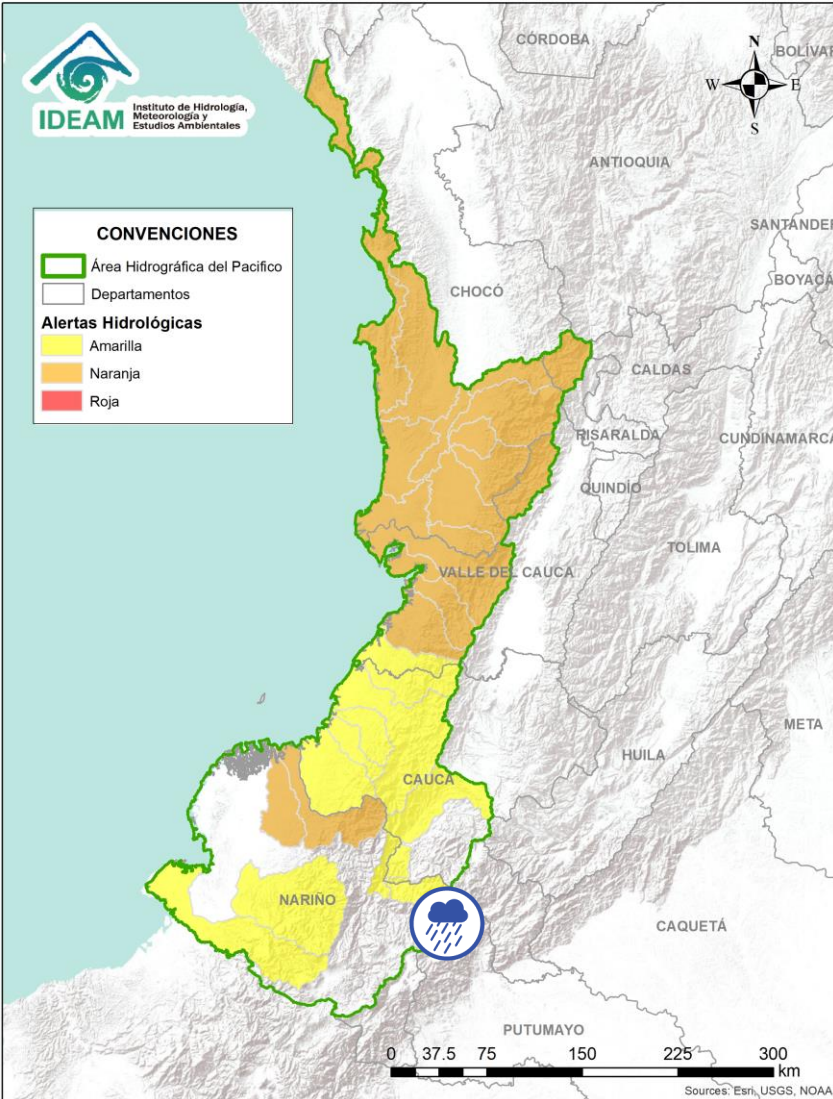 IDEAM
Instituto de Hidrología,
Meteorología y
Estudios Ambientales
CÓRDOBA
BOLÍVAR
N
W
E
S
ANTIOQUIA
SANTANDER
BOYACÁ
CONVENCIONES
Área Hidrográfica del Pacifico
Departamentos
Alertas Hidrológicas
Amarilla
Naranja
Roja
CHOCÓ
CALDAS
RISARALDA
CUNDINAMARCA
QUINDÍO
TOLIMA
VALLE DEL CAUCA
META
HUILA
CAUCA
NARIÑO
CAQUETÁ
PUTUMAYO
0 37.5 75 150 225 300
km
Sources: Esri, USGS, NOAA